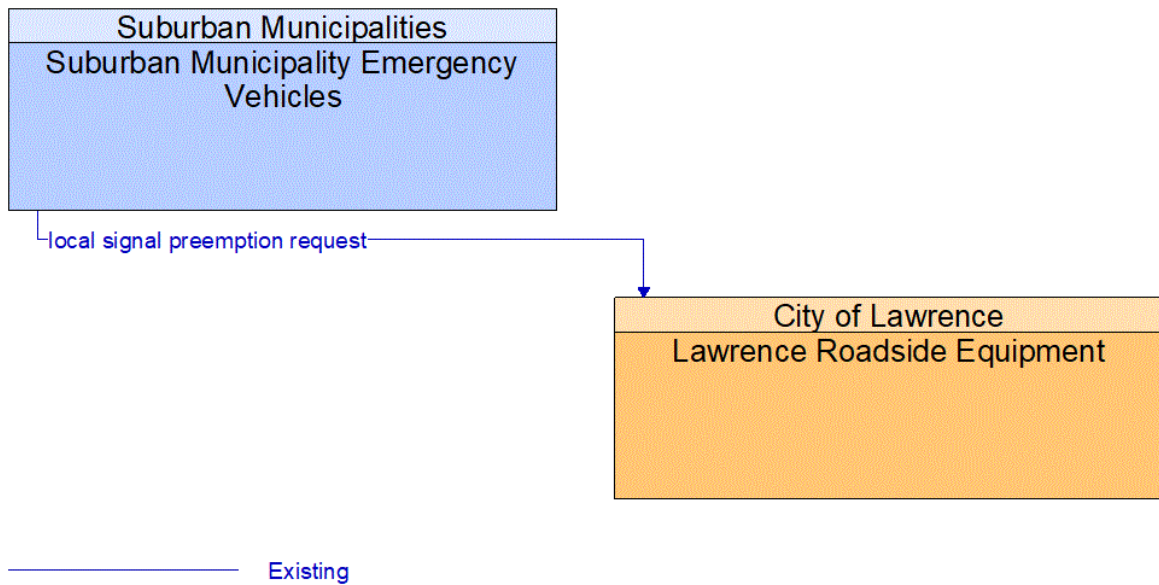 Suburban Municipalities
Suburban Municipality Emergency
Vehicles
local signal preemption request
City of Lawrence
Lawrence Roadside Equipment
Existing